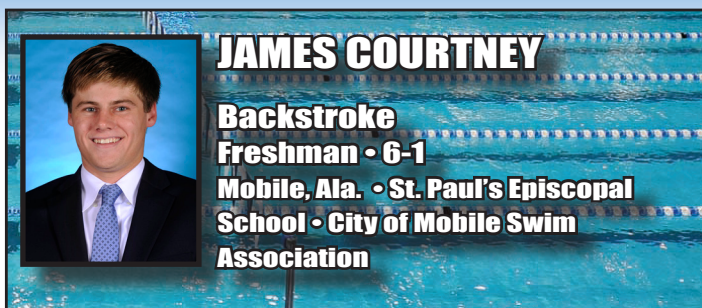 JAMES COURTNEY
Backstroke
Freshman • 6-1
Mobile, Ala. • St. Paul's Episcopal
School • City of Mobile Swim
Association